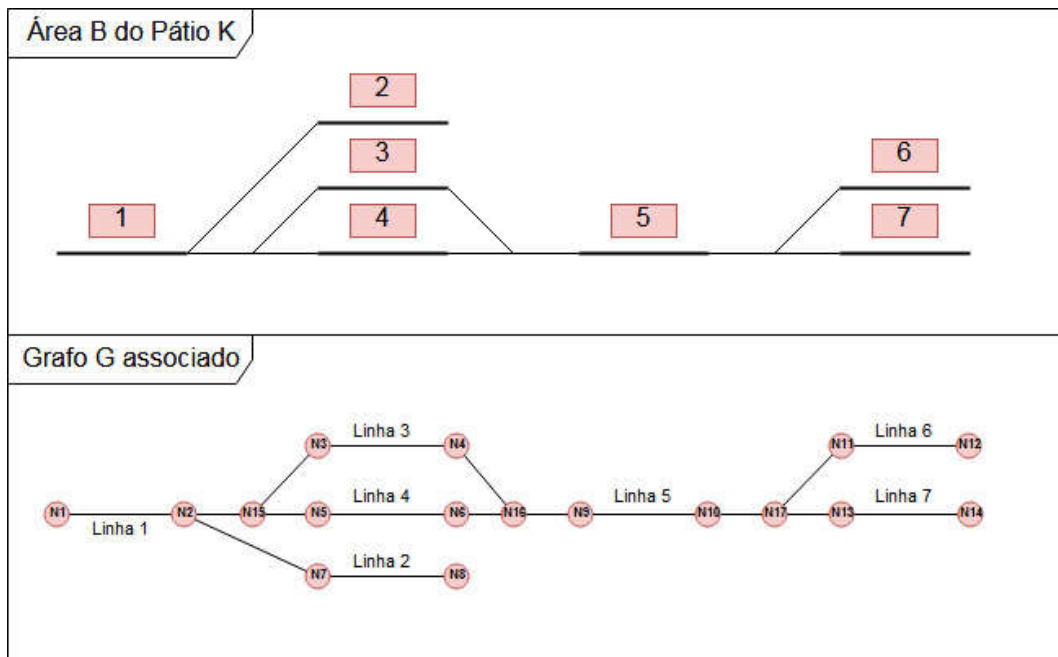 Área B do Pátio K
2
3
6
1
4
5
7
Grafo G associado
N3 Linha 3 N4
N11 Linha 6 N12
N1 Linha 1 N2 N15 N5 Linha 4 N6 N16 N9 Linha 5 N10 N17 N13 Linha 7 N14
N7 Linha 2 N8